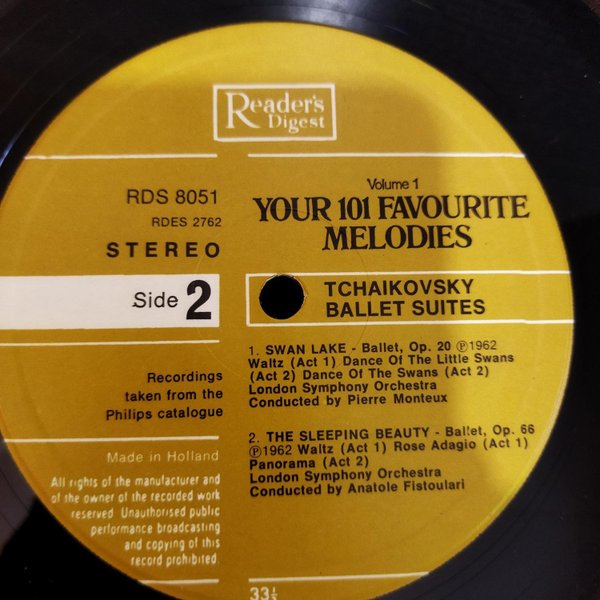 Reader's
Digest
RDS 8051
RDES 2762
STEREO
Side 2
Volume 1
YOUR 101 FAVOURITE
MELODIES
TCHAIKOVSKY
BALLET SUITES
1. SWAN LAKE - Ballet, Op. 20 ℗1962
Waltz (Act 1) Dance Of The Little Swans
(Act 2) Dance Of The Swans (Act 2)
London Symphony Orchestra
Conducted by Pierre Monteux
2. THE SLEEPING BEAUTY - Ballet, Op. 66
℗1962 Waltz (Act 1) Rose Adagio (Act 1)
Panorama (Act 2)
London Symphony Orchestra
Conducted by Anatole Fistoulari
Recordings
taken from the
Philips catalogue
Made in Holland
All rights of the manufacturer and
of the owner of the recorded work
reserved. Unauthorised public
performance broadcasting
and copying of this
record prohibited.
33⅓